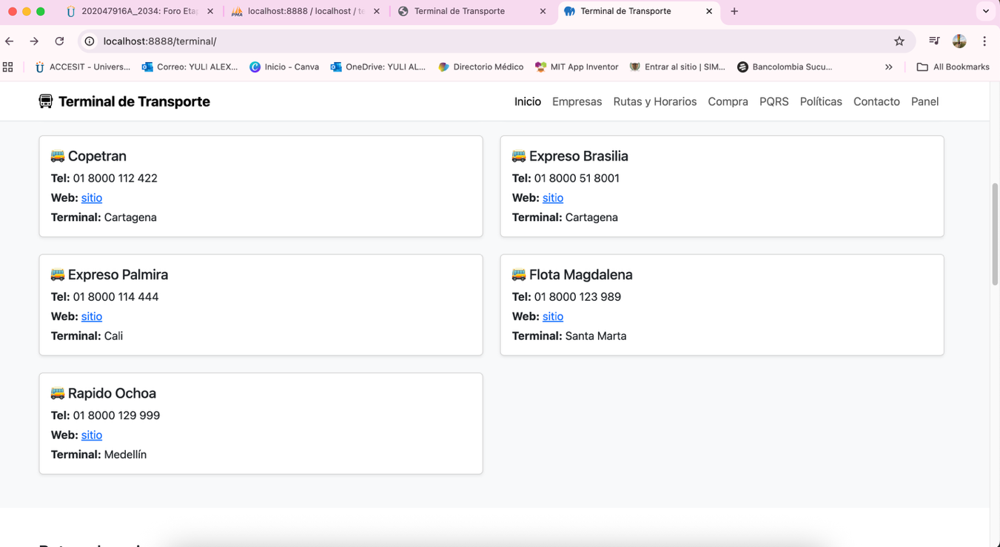 202047916A_2034: Foro Eta
localhost:8888 / localhost / te
Terminal de Transporte
Terminal de Transporte
localhost:8888/terminal/
ACCESIT - Univers...
Correo: YULI ALEX...
Inicio - Canva
OneDrive: YULI AL...
Directorio Médico
MIT App Inventor
Entrar al sitio | SIM...
Bancolombia Sucu...
All Bookmarks
Terminal de Transporte
Inicio Empresas Rutas y Horarios Compra PQRS Políticas Contacto Panel
Copetran
Tel: 01 8000 112 422
Web: sitio
Terminal: Cartagena
Expreso Brasilia
Tel: 01 8000 51 8001
Web: sitio
Terminal: Cartagena
Expreso Palmira
Tel: 01 8000 114 444
Web: sitio
Terminal: Cali
Flota Magdalena
Tel: 01 8000 123 989
Web: sitio
Terminal: Santa Marta
Rapido Ochoa
Tel: 01 8000 129 999
Web: sitio
Terminal: Medellín